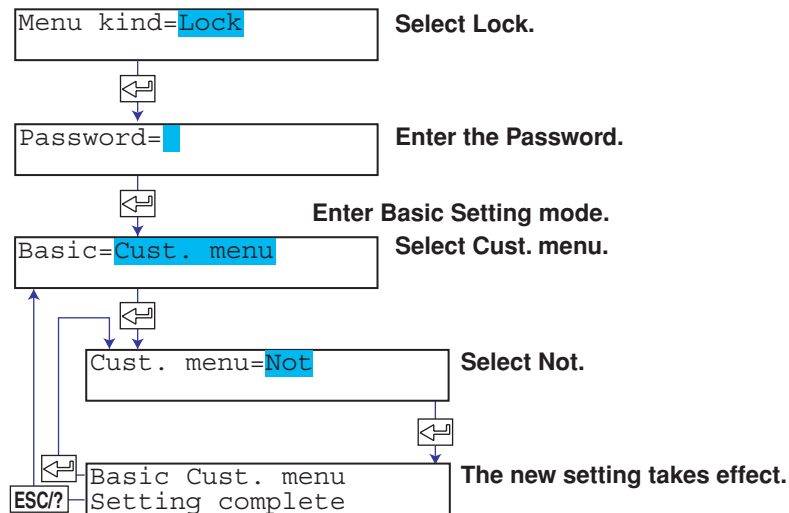 Menu kind=Lock Select Lock.
Password= Enter the Password.
Enter Basic Setting mode.
Basic=Cust. menu Select Cust. menu.
Cust. menu=Not Select Not.
Basic Cust. menu The new setting takes effect.
ESC/? Setting complete